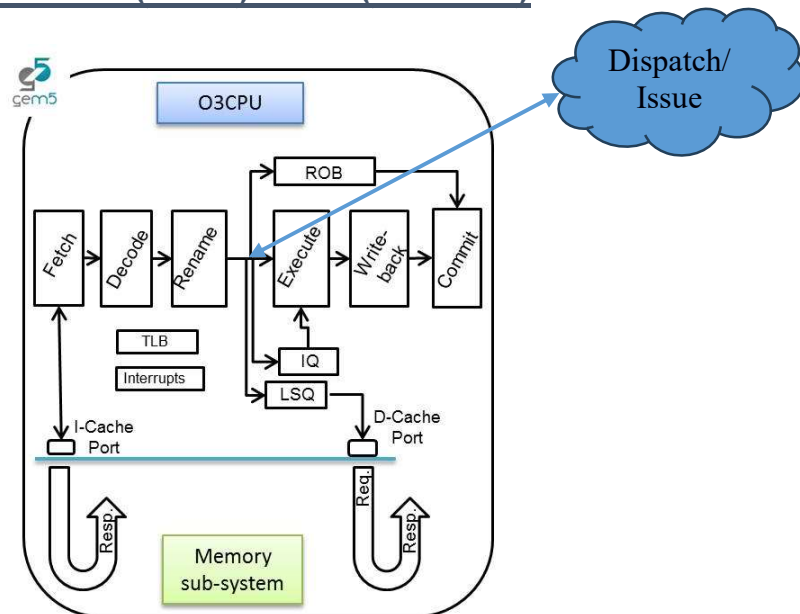 gem5
O3CPU
Dispatch/
Issue
ROB
Fetch
Decode
Rename
Execute
Write-
back
Commit
TLB
Interrupts
IQ
LSQ
I-Cache
Port
D-Cache
Port
Resp.
Req.
Resp.
Memory
sub-system